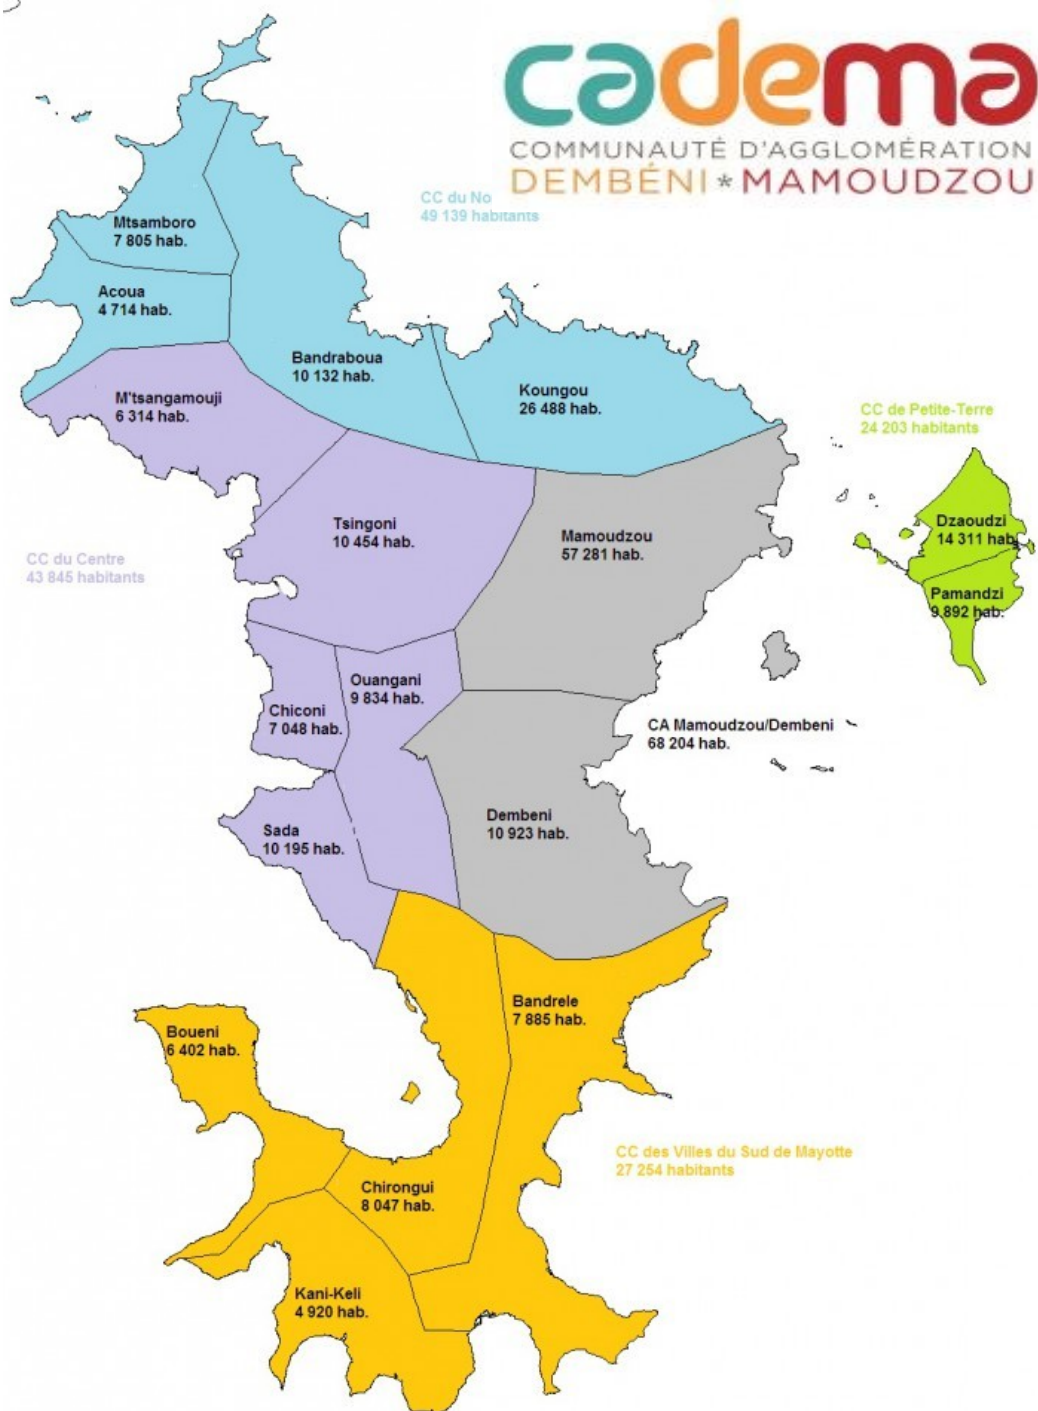 cadema
COMMUNAUTÉ D'AGGLOMÉRATION
DEMBÉNI * MAMOUDZOU
CC du No
49 139 habitants
Mtsamboro
7 805 hab.
Acoua
4 714 hab.
Bandraboua
10 132 hab.
Koungou
26 488 hab.
M'tsangamouji
6 314 hab.
CC de Petite-Terre
24 203 habitants
Tsingoni
10 454 hab.
Mamoudzou
57 281 hab.
Dzaoudzi
14 311 hab
Pamandzi
9 892 hab.
CC du Centre
43 845 habitants
Ouangani
9 834 hab.
Chiconi
7 048 hab.
CA Mamoudzou/Dembeni
68 204 hab.
Dembeni
10 923 hab.
Sada
10 195 hab.
Bandrele
7 885 hab.
Boueni
6 402 hab.
CC des Villes du Sud de Mayotte
27 254 habitants
Chirongui
8 047 hab.
Kani-Keli
4 920 hab.